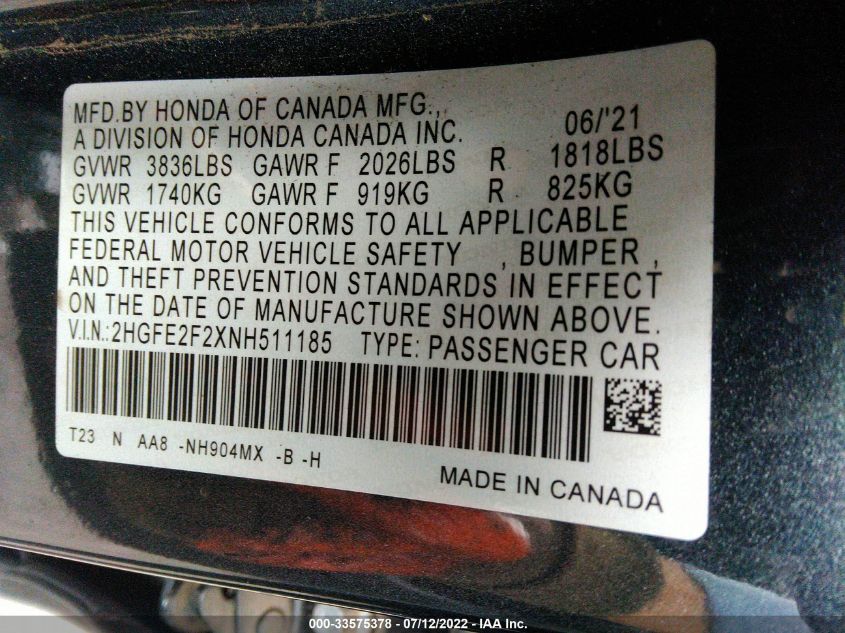 MFD.BY HONDA OF CANADA MFG., 06/'21
A DIVISION OF HONDA CANADA INC.
GVWR 3836LBS GAWR F 2026LBS R 1818LBS
GVWR 1740KG GAWR F 919KG R 825KG
THIS VEHICLE CONFORMS TO ALL APPLICABLE
FEDERAL MOTOR VEHICLE SAFETY , BUMPER ,
AND THEFT PREVENTION STANDARDS IN EFFECT
ON THE DATE OF MANUFACTURE SHOWN ABOVE.
V.I.N.:2HGFE2F2XNH511185 TYPE: PASSENGER CAR
T23 N AA8 -NH904MX -B -H
MADE IN CANADA
000-33575378 - 07/12/2022 - IAA Inc.